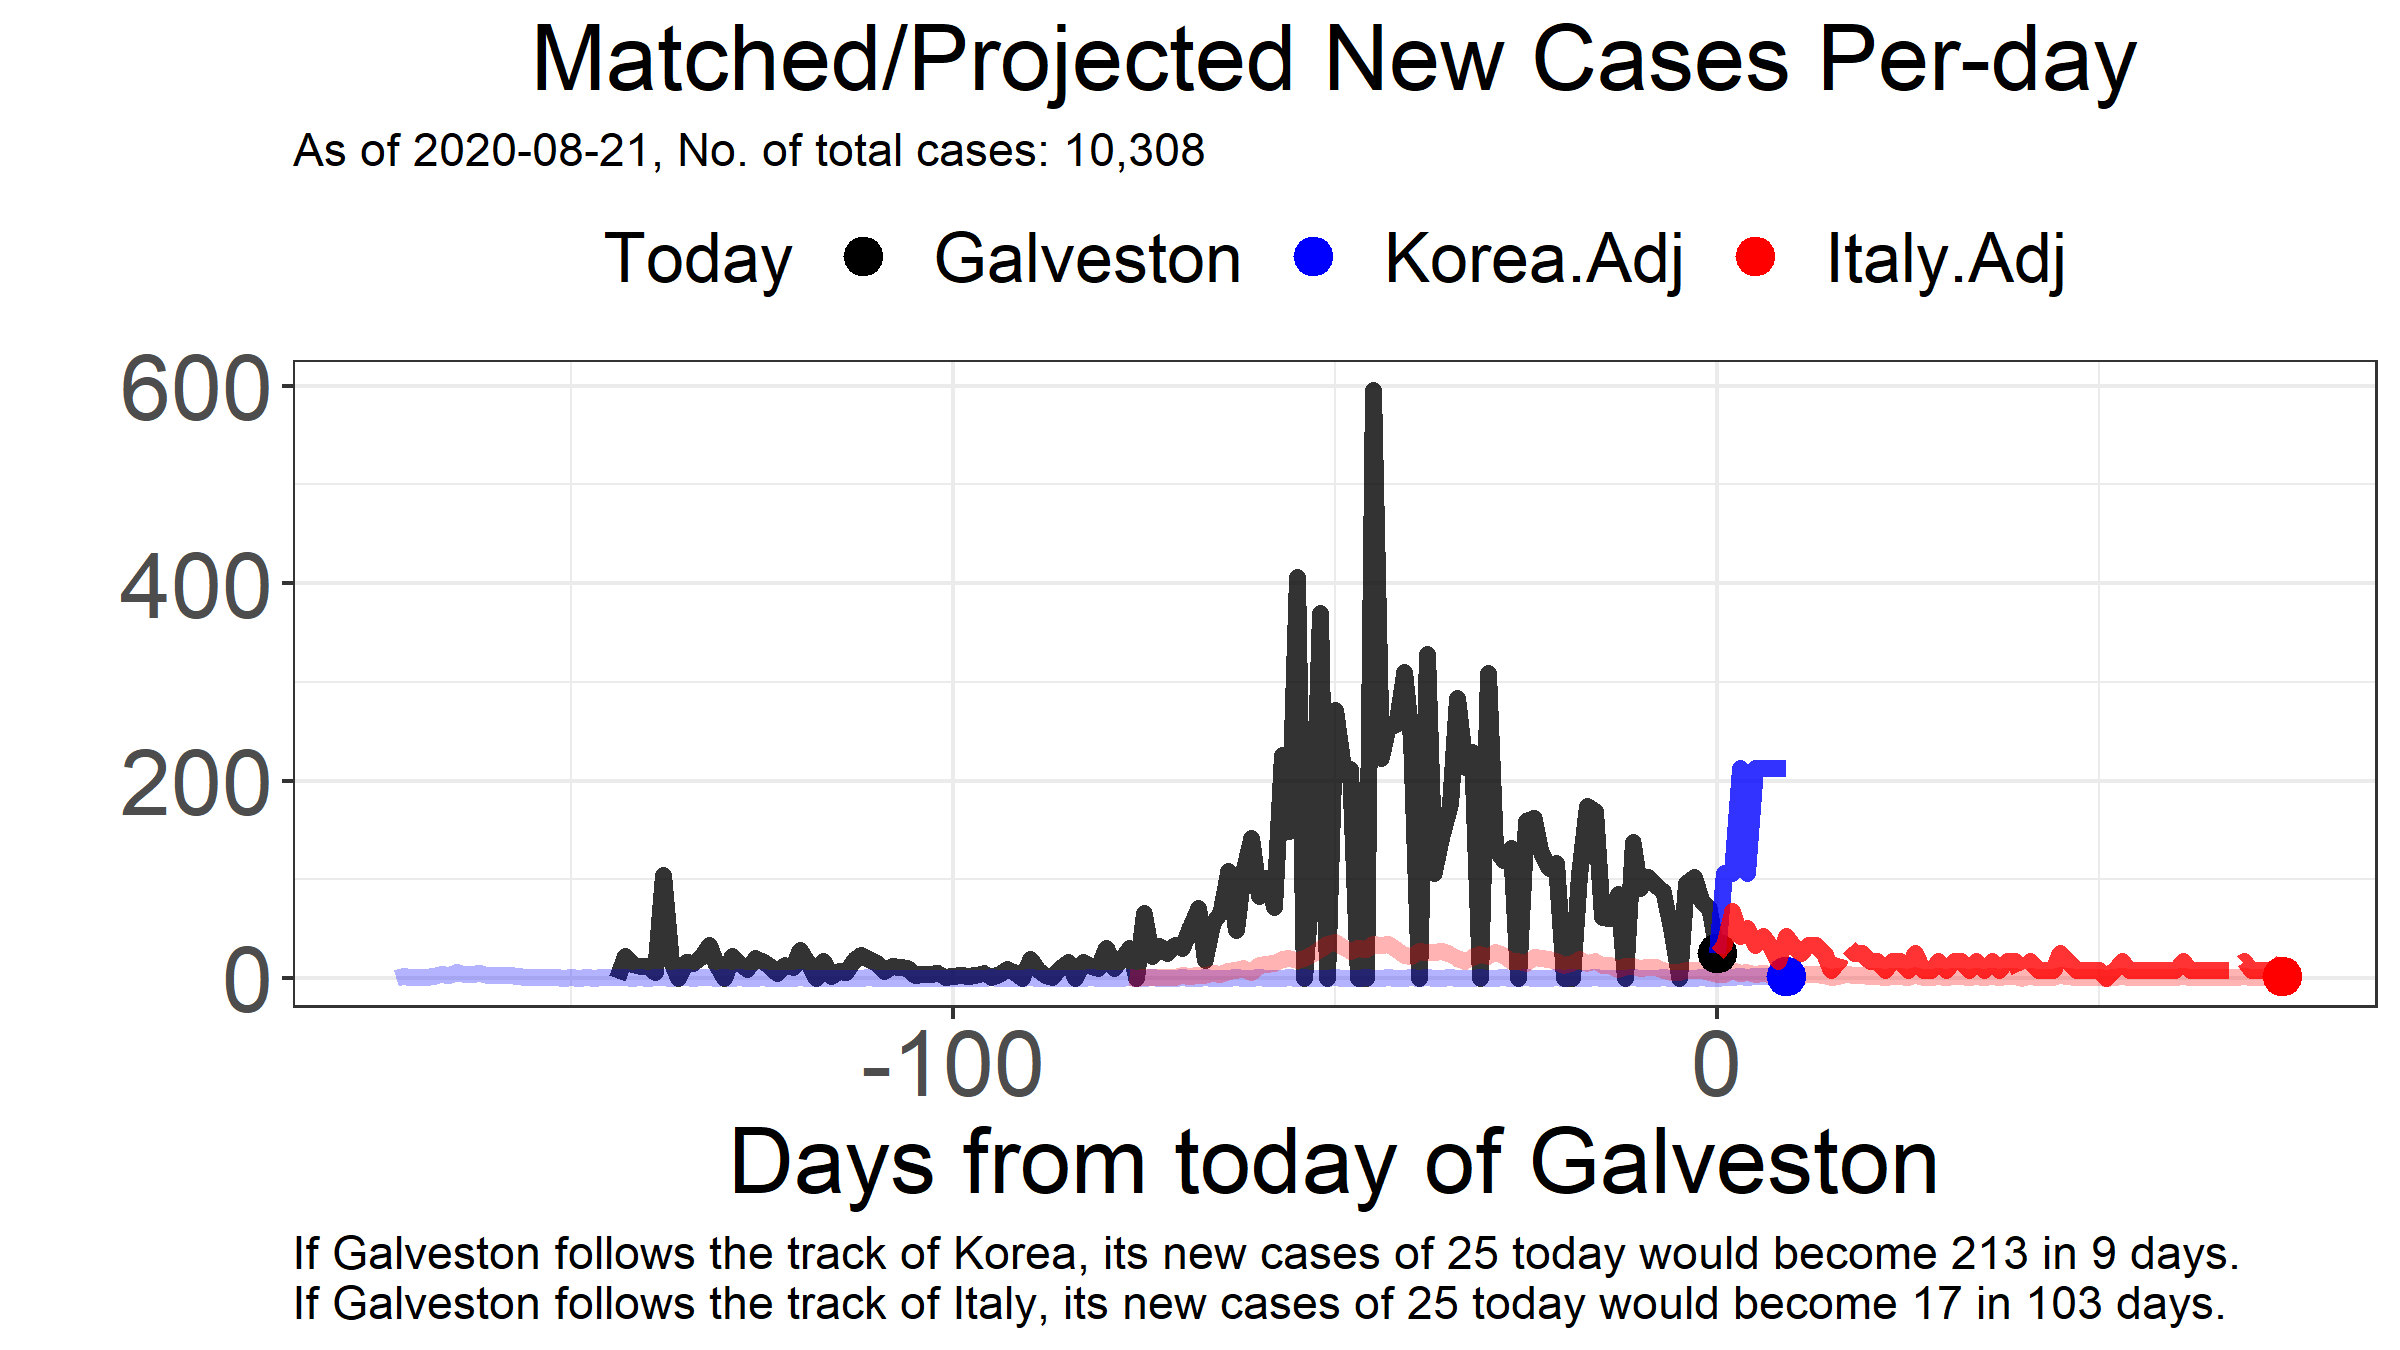 Matched/Projected New Cases Per-day
As of 2020-08-21, No. of total cases: 10,308
Today Galveston Korea.Adj Italy.Adj
600
400
200
0
-100 0
Days from today of Galveston
If Galveston follows the track of Korea, its new cases of 25 today would become 213 in 9 days.
If Galveston follows the track of Italy, its new cases of 25 today would become 17 in 103 days.